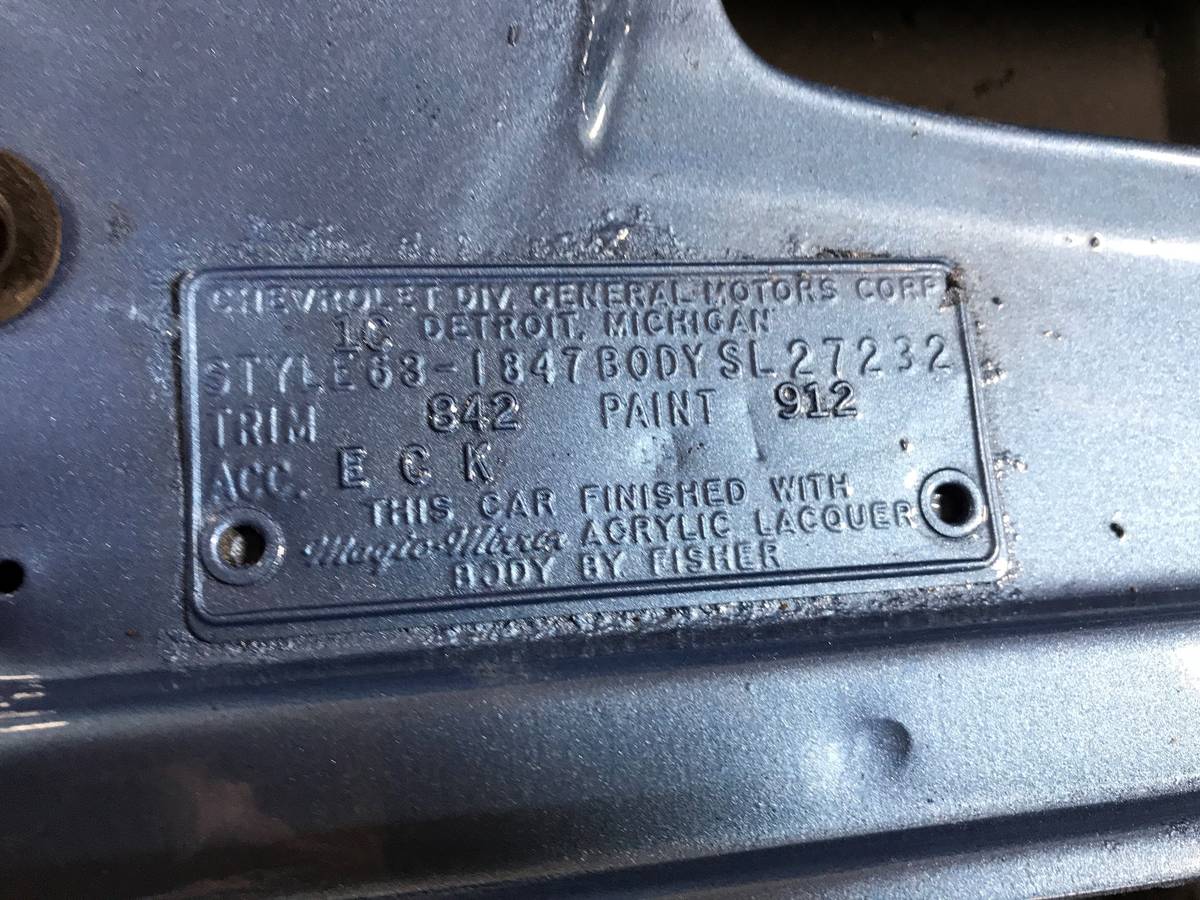 CHEVROLET DIV. GENERAL MOTORS CORP.
1C DETROIT, MICHIGAN
STYLE 63-1847 BODY SL 27232
TRIM 842 PAINT 912
ACC. E C K
THIS CAR FINISHED WITH
Magic-Mirror ACRYLIC LACQUER
BODY BY FISHER